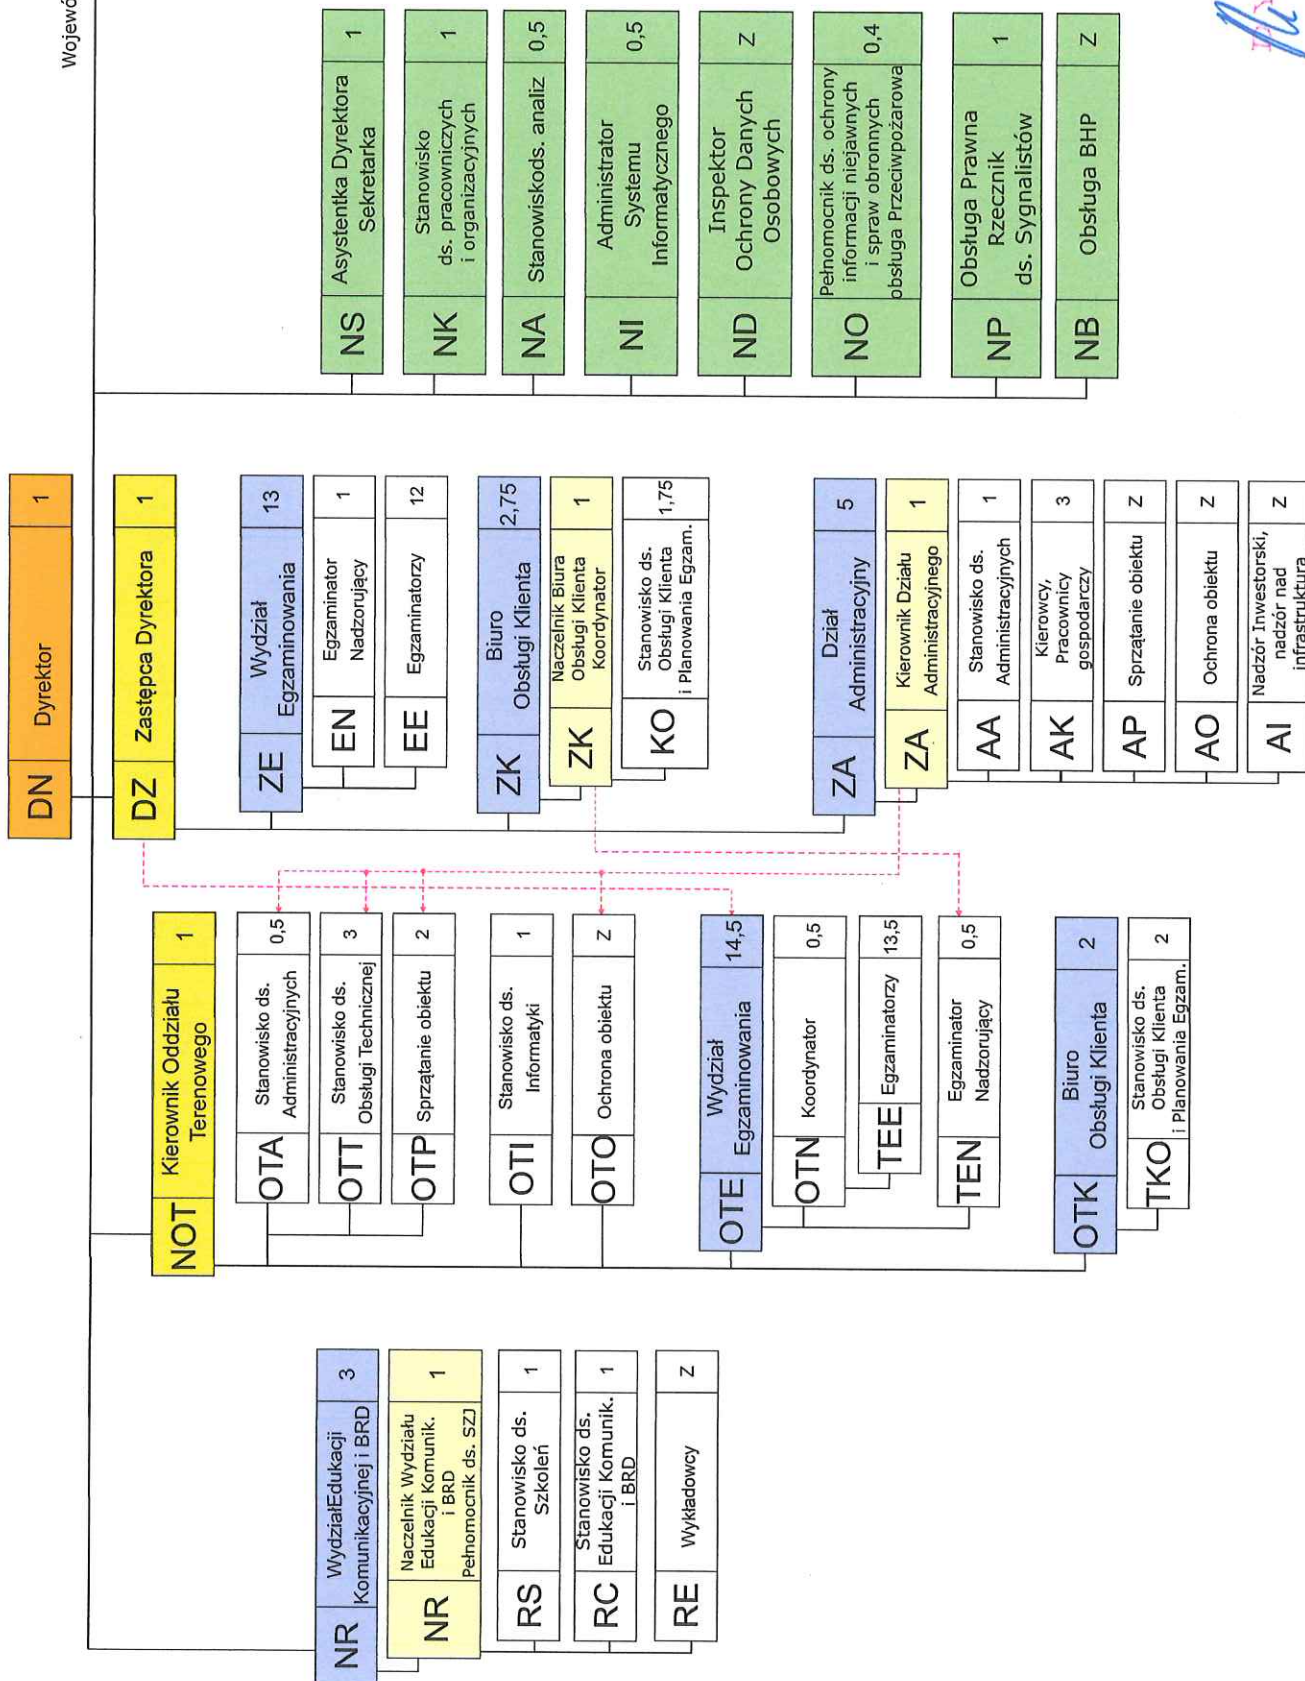 Wojewó
DN
Dyrektor
1
DZ
Zastępca Dyrektora
1
NR
WydziałEdukacji
Komunikacyjnej i BRD
3
NR
Naczelnik Wydziału
Edukacji Komunik.
i BRD
Pełnomocnik ds. SZJ
1
RS
Stanowisko ds.
Szkoleń
1
RC
Stanowisko ds.
Edukacji Komunik.
i BRD
1
RE
Wykładowcy
Z
NOT
Kierownik Oddziału
Terenowego
1
OTA
Stanowisko ds.
Administracyjnych
0,5
OTT
Stanowisko ds.
Obsługi Technicznej
3
OTP
Sprzątanie obiektu
2
OTI
Stanowisko ds.
Informatyki
1
OTO
Ochrona obiektu
Z
OTE
Wydział
Egzaminowania
14,5
OTN
Koordynator
0,5
TEE
Egzaminatorzy
13,5
TEN
Egzaminator
Nadzorujący
0,5
OTK
Biuro
Obsługi Klienta
2
TKO
Stanowisko ds.
Obsługi Klienta
i Planowania Egzam.
2
ZE
Wydział
Egzaminowania
13
EN
Egzaminator
Nadzorujący
1
EE
Egzaminatorzy
12
ZK
Biuro
Obsługi Klienta
2,75
ZK
Naczelnik Biura
Obsługi Klienta
Koordynator
1
KO
Stanowisko ds.
Obsługi Klienta
i Planowania Egzam.
1,75
ZA
Dział
Administracyjny
5
ZA
Kierownik Działu
Administracyjnego
1
AA
Stanowisko ds.
Administracyjnych
1
AK
Kierowcy,
Pracownicy
gospodarczy
3
AP
Sprzątanie obiektu
Z
AO
Ochrona obiektu
Z
AI
Nadzór Inwestorski,
nadzór nad
infrastrukturą
Z
NS
Asystentka Dyrektora
Sekretarka
1
NK
Stanowisko
ds. pracowniczych
i organizacyjnych
1
NA
Stanowiskods. analiz
0,5
NI
Administrator
Systemu
Informatycznego
0,5
ND
Inspektor
Ochrony Danych
Osobowych
Z
NO
Pełnomocnik ds. ochrony
informacji niejawnych
i spraw obronnych
obsługa Przeciwpożarowa
0,4
NP
Obsługa Prawna
Rzecznik
ds. Sygnalistów
1
NB
Obsługa BHP
Z